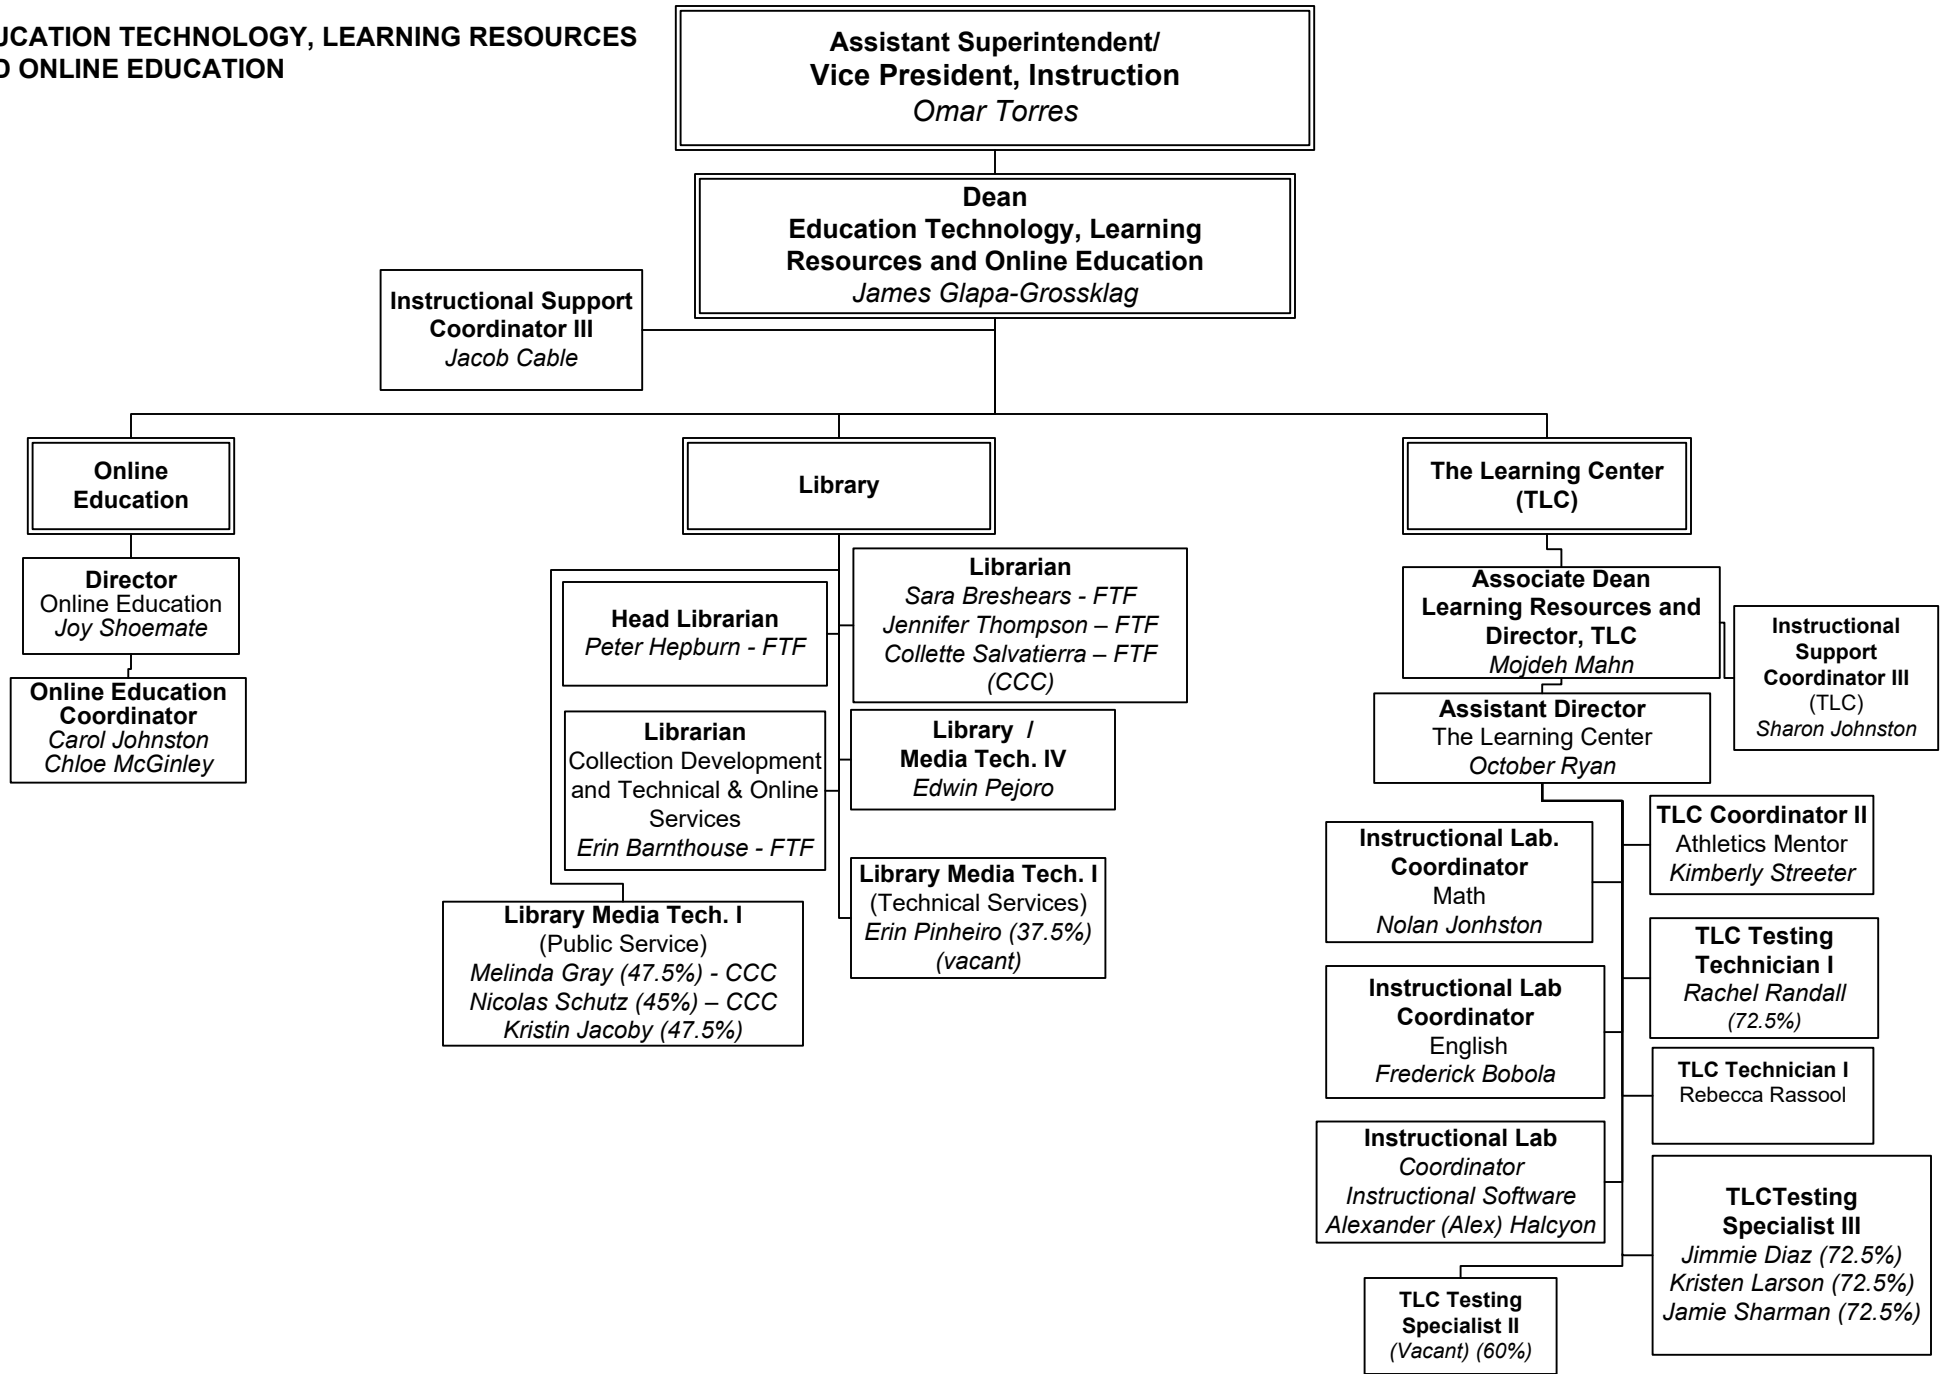 UCATION TECHNOLOGY, LEARNING RESOURCES
ONLINE EDUCATION
Assistant Superintendent/
Vice President, Instruction
Omar Torres
Dean
Education Technology, Learning
Resources and Online Education
James Glapa-Grossklag
Instructional Support
Coordinator III
Jacob Cable
Online
Education
Director
Online Education
Joy Shoemate
Online Education
Coordinator
Carol Johnston
Chloe McGinley
Library
Head Librarian
Peter Hepburn - FTF
Librarian
Sara Breshears - FTF
Jennifer Thompson – FTF
Collette Salvatierra – FTF
(CCC)
Librarian
Collection Development
and Technical & Online
Services
Erin Barnthouse - FTF
Library /
Media Tech. IV
Edwin Pejoro
Library Media Tech. I
(Technical Services)
Erin Pinheiro (37.5%)
(vacant)
Library Media Tech. I
(Public Service)
Melinda Gray (47.5%) - CCC
Nicolas Schutz (45%) – CCC
Kristin Jacoby (47.5%)
The Learning Center
(TLC)
Associate Dean
Learning Resources and
Director, TLC
Mojdeh Mahn
Instructional
Support
Coordinator III
(TLC)
Sharon Johnston
Assistant Director
The Learning Center
October Ryan
Instructional Lab.
Coordinator
Math
Nolan Jonhston
TLC Coordinator II
Athletics Mentor
Kimberly Streeter
TLC Testing
Technician I
Rachel Randall
(72.5%)
Instructional Lab
Coordinator
English
Frederick Bobola
TLC Technician I
Rebecca Rassool
Instructional Lab
Coordinator
Instructional Software
Alexander (Alex) Halcyon
TLCTesting
Specialist III
Jimmie Diaz (72.5%)
Kristen Larson (72.5%)
Jamie Sharman (72.5%)
TLC Testing
Specialist II
(Vacant) (60%)